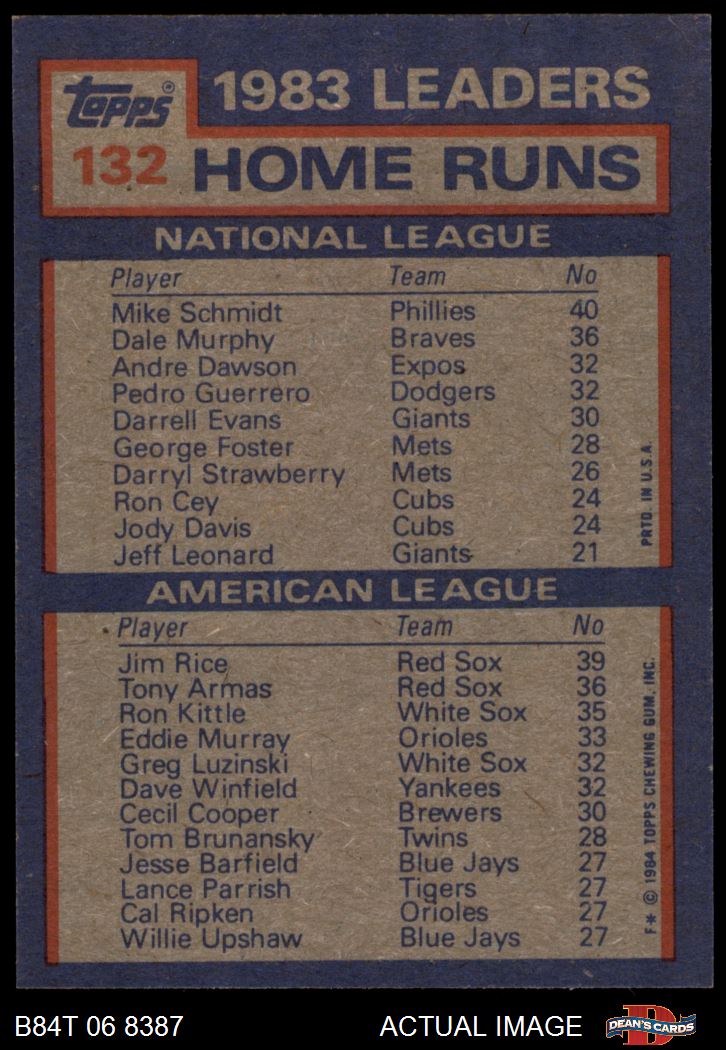 Topps®
1983 LEADERS
132 HOME RUNS
NATIONAL LEAGUE
Player Team No
Mike Schmidt Phillies 40
Dale Murphy Braves 36
Andre Dawson Expos 32
Pedro Guerrero Dodgers 32
Darrell Evans Giants 30
George Foster Mets 28
Darryl Strawberry Mets 26
Ron Cey Cubs 24
Jody Davis Cubs 24
Jeff Leonard Giants 21
PRTD. IN U.S.A.
AMERICAN LEAGUE
Player Team No
Jim Rice Red Sox 39
Tony Armas Red Sox 36
Ron Kittle White Sox 35
Eddie Murray Orioles 33
Greg Luzinski White Sox 32
Dave Winfield Yankees 32
Cecil Cooper Brewers 30
Tom Brunansky Twins 28
Jesse Barfield Blue Jays 27
Lance Parrish Tigers 27
Cal Ripken Orioles 27
Willie Upshaw Blue Jays 27
F* © 1984 TOPPS CHEWING GUM, INC.
B84T 06 8387 ACTUAL IMAGE
D
DEAN'S CARDS